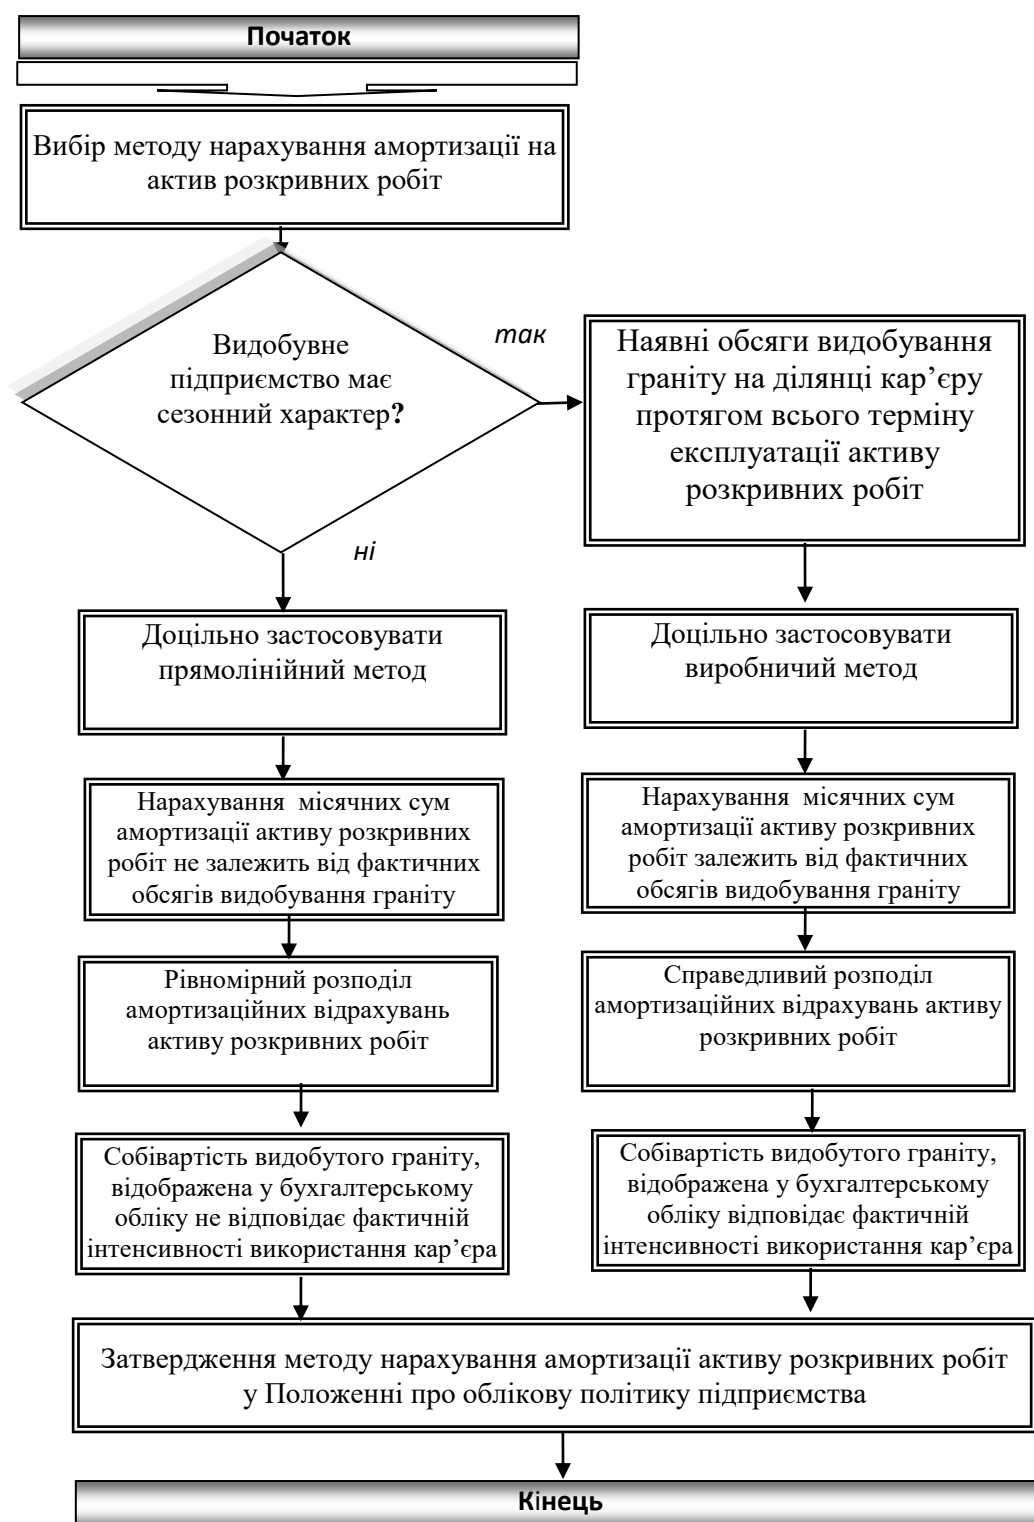 Початок
Вибір методу нарахування амортизації на
актив розкривних робіт
Видобувне
підприємство має
сезонний характер?
так
Наявні обсяги видобування
граніту на ділянці кар’єру
протягом всього терміну
експлуатації активу
розкривних робіт
ні
Доцільно застосовувати
прямолінійний метод
Доцільно застосовувати
виробничий метод
Нарахування місячних сум
амортизації активу розкривних
робіт не залежить від фактичних
обсягів видобування граніту
Нарахування місячних сум
амортизації активу розкривних
робіт залежить від фактичних
обсягів видобування граніту
Рівномірний розподіл
амортизаційних відрахувань
активу розкривних робіт
Справедливий розподіл
амортизаційних відрахувань активу
розкривних робіт
Собівартість видобутого граніту,
відображена у бухгалтерському
обліку не відповідає фактичній
інтенсивності використання кар’єра
Собівартість видобутого граніту,
відображена у бухгалтерському
обліку відповідає фактичній
інтенсивності використання кар’єра
Затвердження методу нарахування амортизації активу розкривних робіт
у Положенні про облікову політику підприємства
Кінець